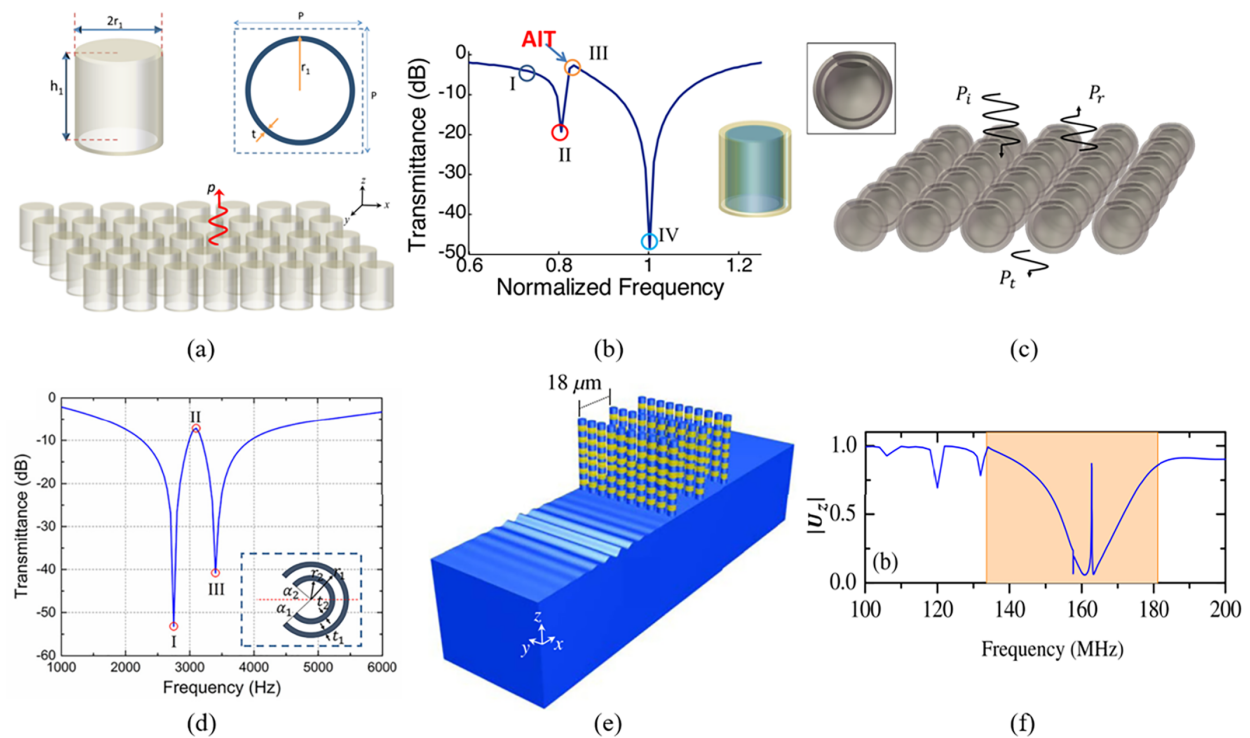 2r₁
h₁
P
r₁
P
t
p
z
y
x
(a)
AIT
I
II
III
IV
Transmittance (dB)
0
-10
-20
-30
-40
-50
0.6
0.8
1
1.2
Normalized Frequency
(b)
Pᵢ
Pᵣ
Pₜ
(c)
Transmittance (dB)
0
-10
-20
-30
-40
-50
-60
II
I
III
α₂
α₁
r₂
r₁
t₂
t₁
1000
2000
3000
4000
5000
6000
Frequency (Hz)
(d)
18 μm
z
y
x
(e)
|U_z|
1.0
0.5
0.0
(b)
100
120
140
160
180
200
Frequency (MHz)
(f)